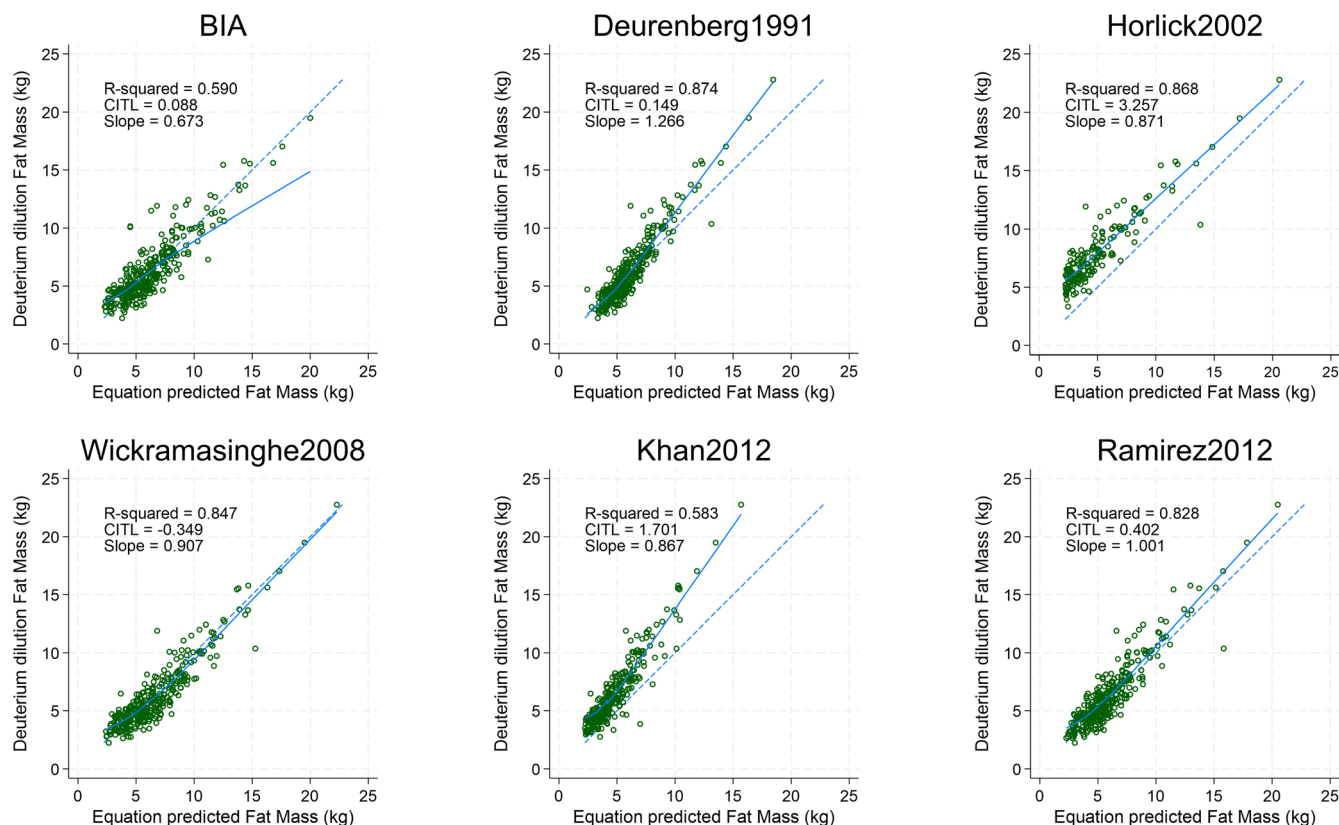 BIA
Deuterium dilution Fat Mass (kg)
25
20
15
10
5
0
R-squared = 0.590
CITL = 0.088
Slope = 0.673
0 5 10 15 20 25
Equation predicted Fat Mass (kg)
Deurenberg1991
Deuterium dilution Fat Mass (kg)
25
20
15
10
5
0
R-squared = 0.874
CITL = 0.149
Slope = 1.266
0 5 10 15 20 25
Equation predicted Fat Mass (kg)
Horlick2002
Deuterium dilution Fat Mass (kg)
25
20
15
10
5
0
R-squared = 0.868
CITL = 3.257
Slope = 0.871
0 5 10 15 20 25
Equation predicted Fat Mass (kg)
Wickramasinghe2008
Deuterium dilution Fat Mass (kg)
25
20
15
10
5
0
R-squared = 0.847
CITL = -0.349
Slope = 0.907
0 5 10 15 20 25
Equation predicted Fat Mass (kg)
Khan2012
Deuterium dilution Fat Mass (kg)
25
20
15
10
5
0
R-squared = 0.583
CITL = 1.701
Slope = 0.867
0 5 10 15 20 25
Equation predicted Fat Mass (kg)
Ramirez2012
Deuterium dilution Fat Mass (kg)
25
20
15
10
5
0
R-squared = 0.828
CITL = 0.402
Slope = 1.001
0 5 10 15 20 25
Equation predicted Fat Mass (kg)